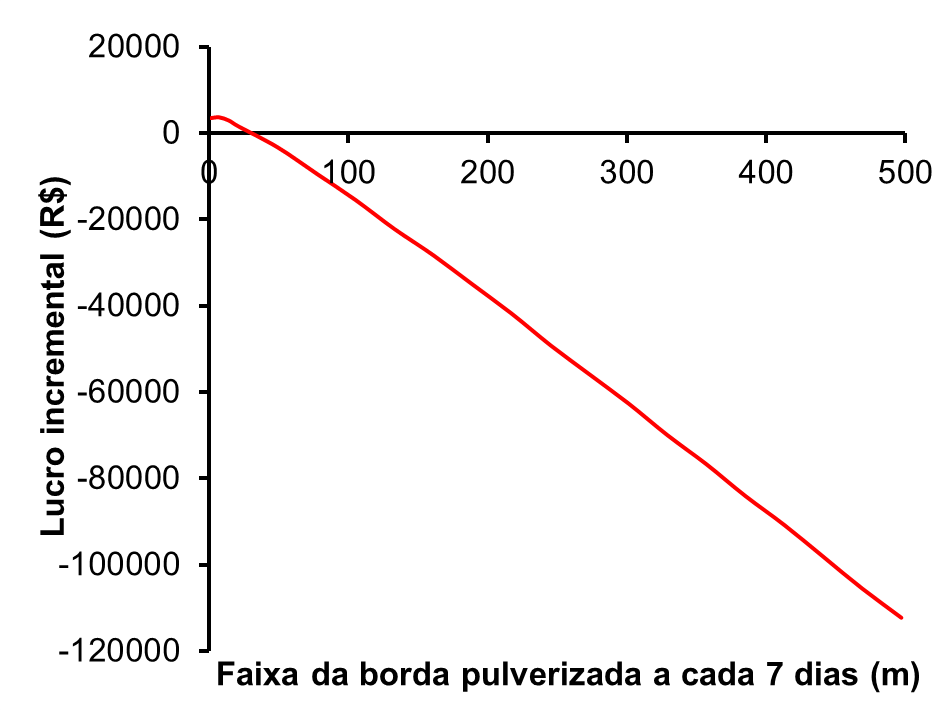 20000
0
-20000
-40000
-60000
-80000
-100000
-120000
0 100 200 300 400 500
Lucro incremental (R$)
Faixa da borda pulverizada a cada 7 dias (m)